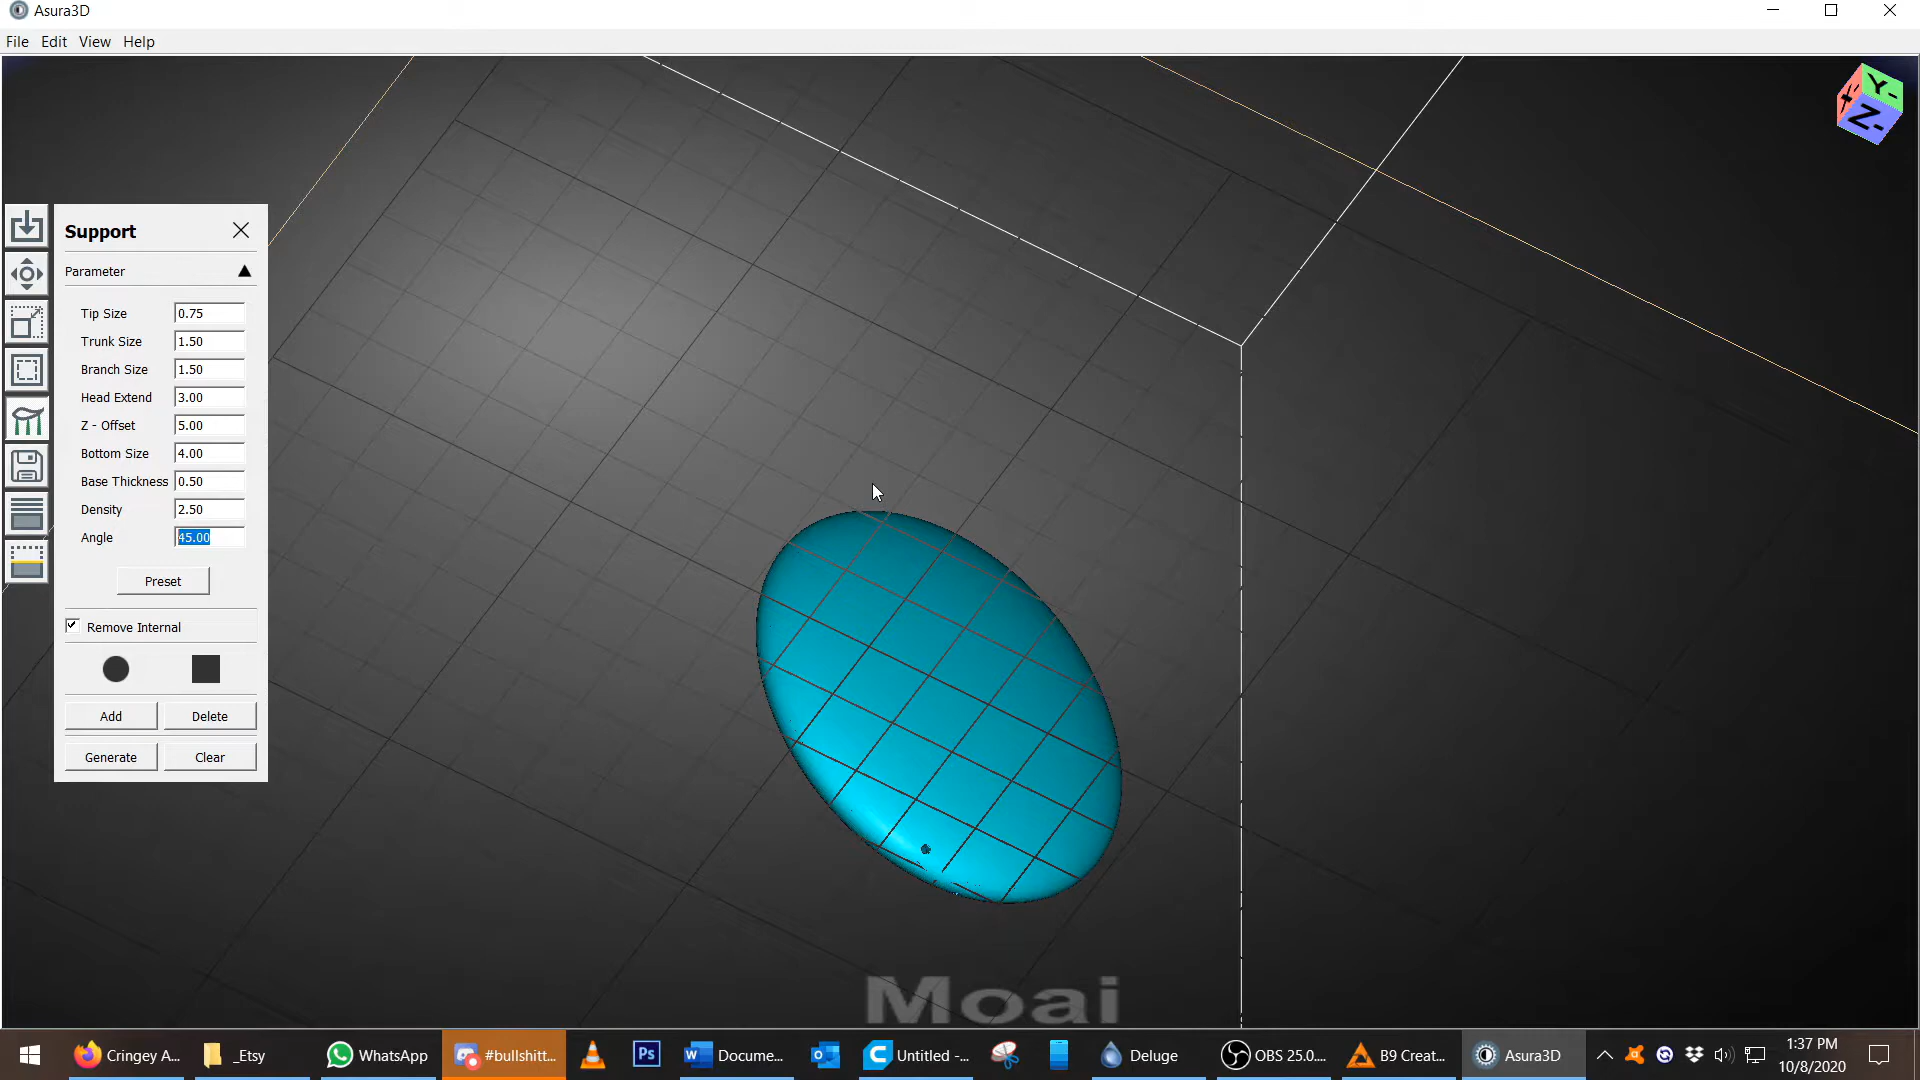 Asura3D
File Edit View Help
Y-
Z-
Support
Parameter
Tip Size 0.75
Trunk Size 1.50
Branch Size 1.50
Head Extend 3.00
Z - Offset 5.00
Bottom Size 4.00
Base Thickness 0.50
Density 2.50
Angle 45.00
Preset
Remove Internal
Add Delete
Generate Clear
Moai
Cringey A... _Etsy WhatsApp #bullshitt... Ps Docume... Untitled -... Deluge OBS 25.0.... B9 Creat... Asura3D
1:37 PM
10/8/2020